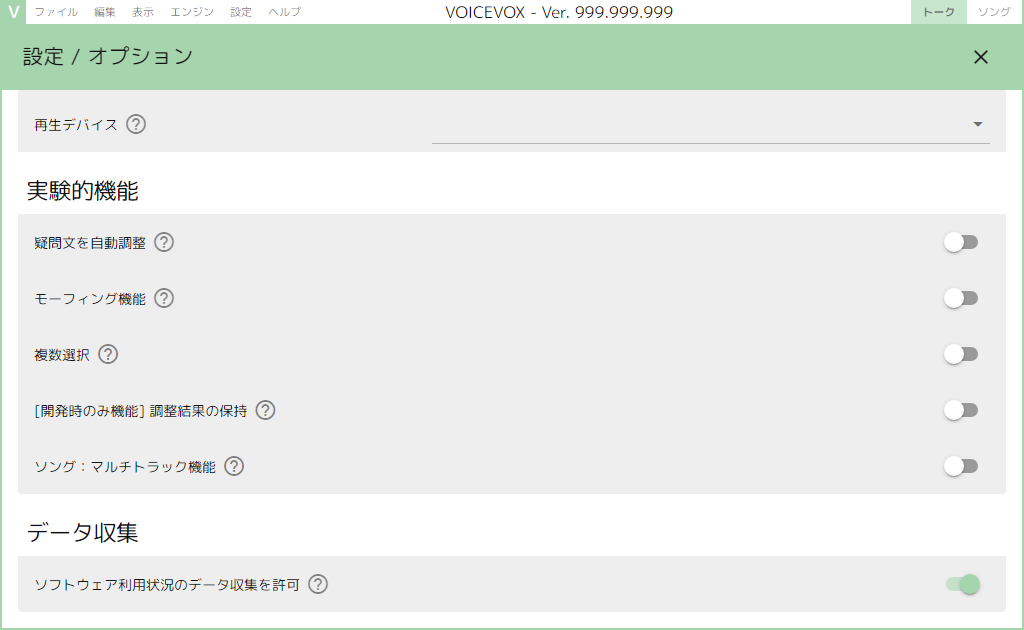 V ファイル 編集 表示 エンジン 設定 ヘルプ VOICEVOX - Ver. 999.999.999 トーク ソング
設定 / オプション
再生デバイス ?
実験的機能
疑問文を自動調整 ?
モーフィング機能 ?
複数選択 ?
[開発時のみ機能] 調整結果の保持 ?
ソング：マルチトラック機能 ?
データ収集
ソフトウェア利用状況のデータ収集を許可 ?